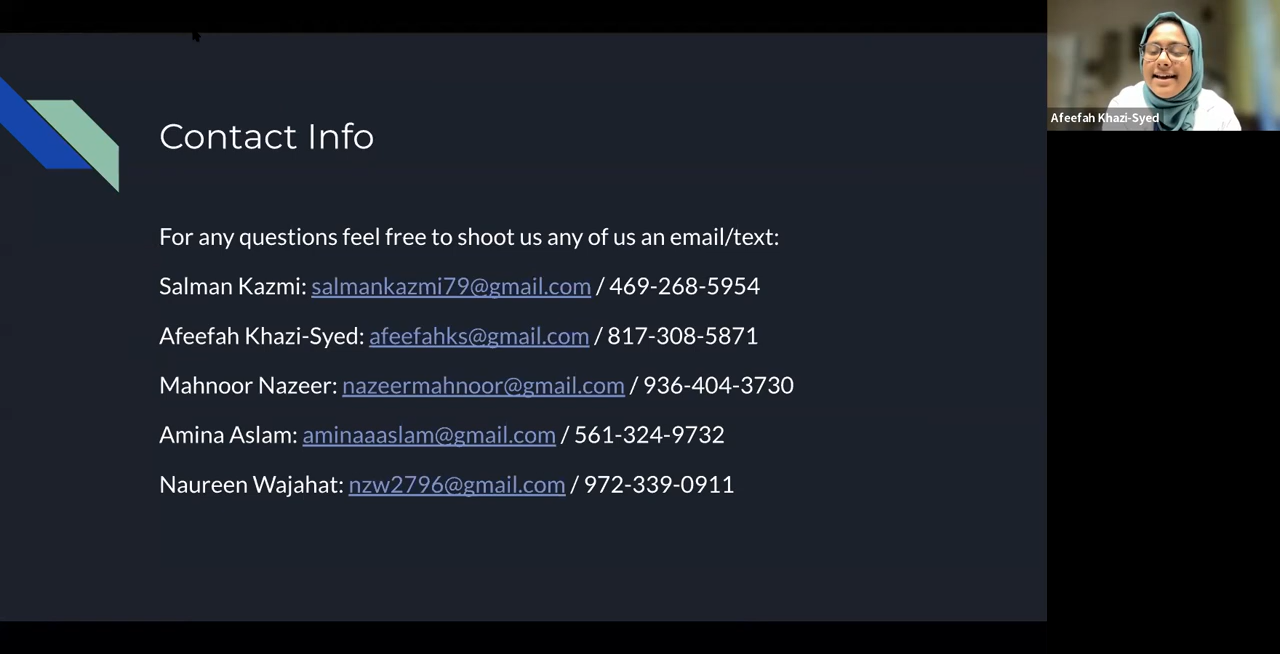 Contact Info
For any questions feel free to shoot us any of us an email/text:
Salman Kazmi: salmankazmi79@gmail.com / 469-268-5954
Afeefah Khazi-Syed: afeefahks@gmail.com / 817-308-5871
Mahnoor Nazeer: nazeermahnoor@gmail.com / 936-404-3730
Amina Aslam: aminaaaslam@gmail.com / 561-324-9732
Naureen Wajahat: nzw2796@gmail.com / 972-339-0911
Afeefah Khazi-Syed